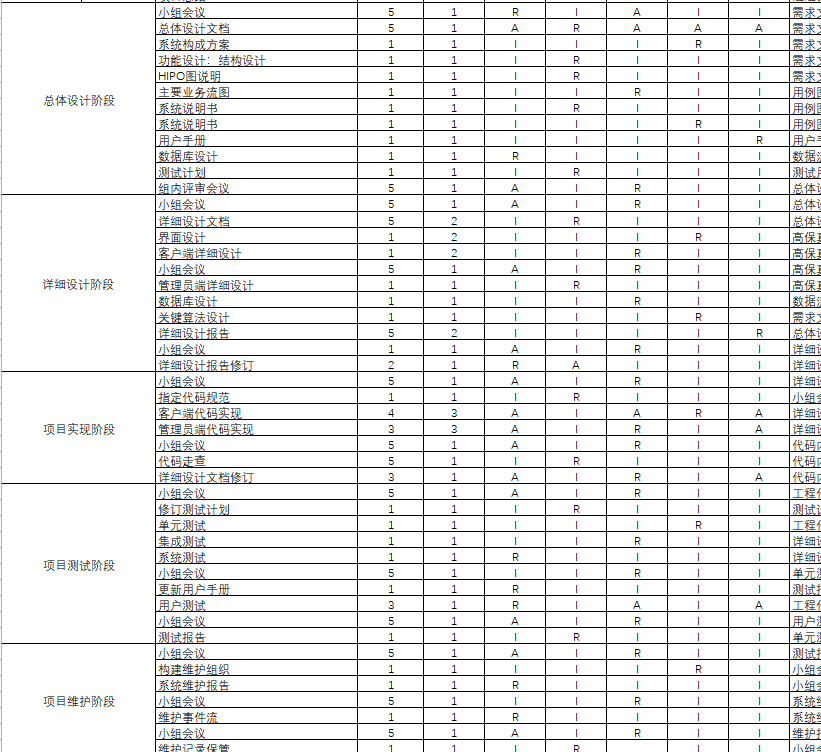 小组会议 5 1 R I A I I 需求文
总体设计阶段
总体设计文档 5 1 A R A A A 需求文
系统构成方案 1 1 I I I R I 需求文
功能设计：结构设计 1 1 I R I I I 需求文
HIPO图说明 1 1 I R I I I 需求文
主要业务流图 1 1 I I R I I 用例图
系统说明书 1 1 I R I I I 用例图
系统说明书 1 1 I I I R I 用例图
用户手册 1 1 I I I I R 用户手
数据库设计 1 1 R I I I I 数据流
测试计划 1 1 I R I I I 测试用
组内评审会议 5 1 A I R I I 总体设
详细设计阶段
小组会议 5 1 A I R I I 总体设
详细设计文档 5 2 I R I I I 总体设
界面设计 1 2 I I I R I 高保真
客户端详细设计 1 2 I I R I I 高保真
小组会议 5 1 A I R I I 高保真
管理员端详细设计 1 1 I R I I I 高保真
数据库设计 1 1 I I R I I 数据流
关键算法设计 1 1 I I I R I 需求文
详细设计报告 5 2 I I I I R 总体设
小组会议 1 1 A I R I I 详细设
详细设计报告修订 2 1 R A I I I 详细设
项目实现阶段
小组会议 5 1 A I R I I 详细设
指定代码规范 1 1 I R I I I 小组会
客户端代码实现 4 3 A I A R A 详细设
管理员端代码实现 3 3 A I R I A 详细设
小组会议 5 1 A I R I I 代码内
代码走查 5 1 I R I I I 代码内
详细设计文档修订 3 1 A I R I A 代码内
项目测试阶段
小组会议 5 1 A I R I I 工程代
修订测试计划 1 1 I R I I I 测试计
单元测试 1 1 I I I R I 工程代
集成测试 1 1 I I R I I 详细设
系统测试 1 1 R I I I I 详细设
小组会议 5 1 I I R I I 单元测
更新用户手册 1 1 R I I I I 测试报
用户测试 3 1 R I A I A 工程代
小组会议 5 1 A I R I I 用户测
测试报告 1 1 I R I I I 单元测
项目维护阶段
小组会议 5 1 A I R I I 测试报
构建维护组织 1 1 I I I R I 小组会
系统维护报告 1 1 R I I I I 小组会
小组会议 5 1 I I R I I 系统维
维护事件流 1 1 R I I I I 系统维
小组会议 5 1 A I R I I 维护报
维护记录保管 1 1 I R I I I 小组会